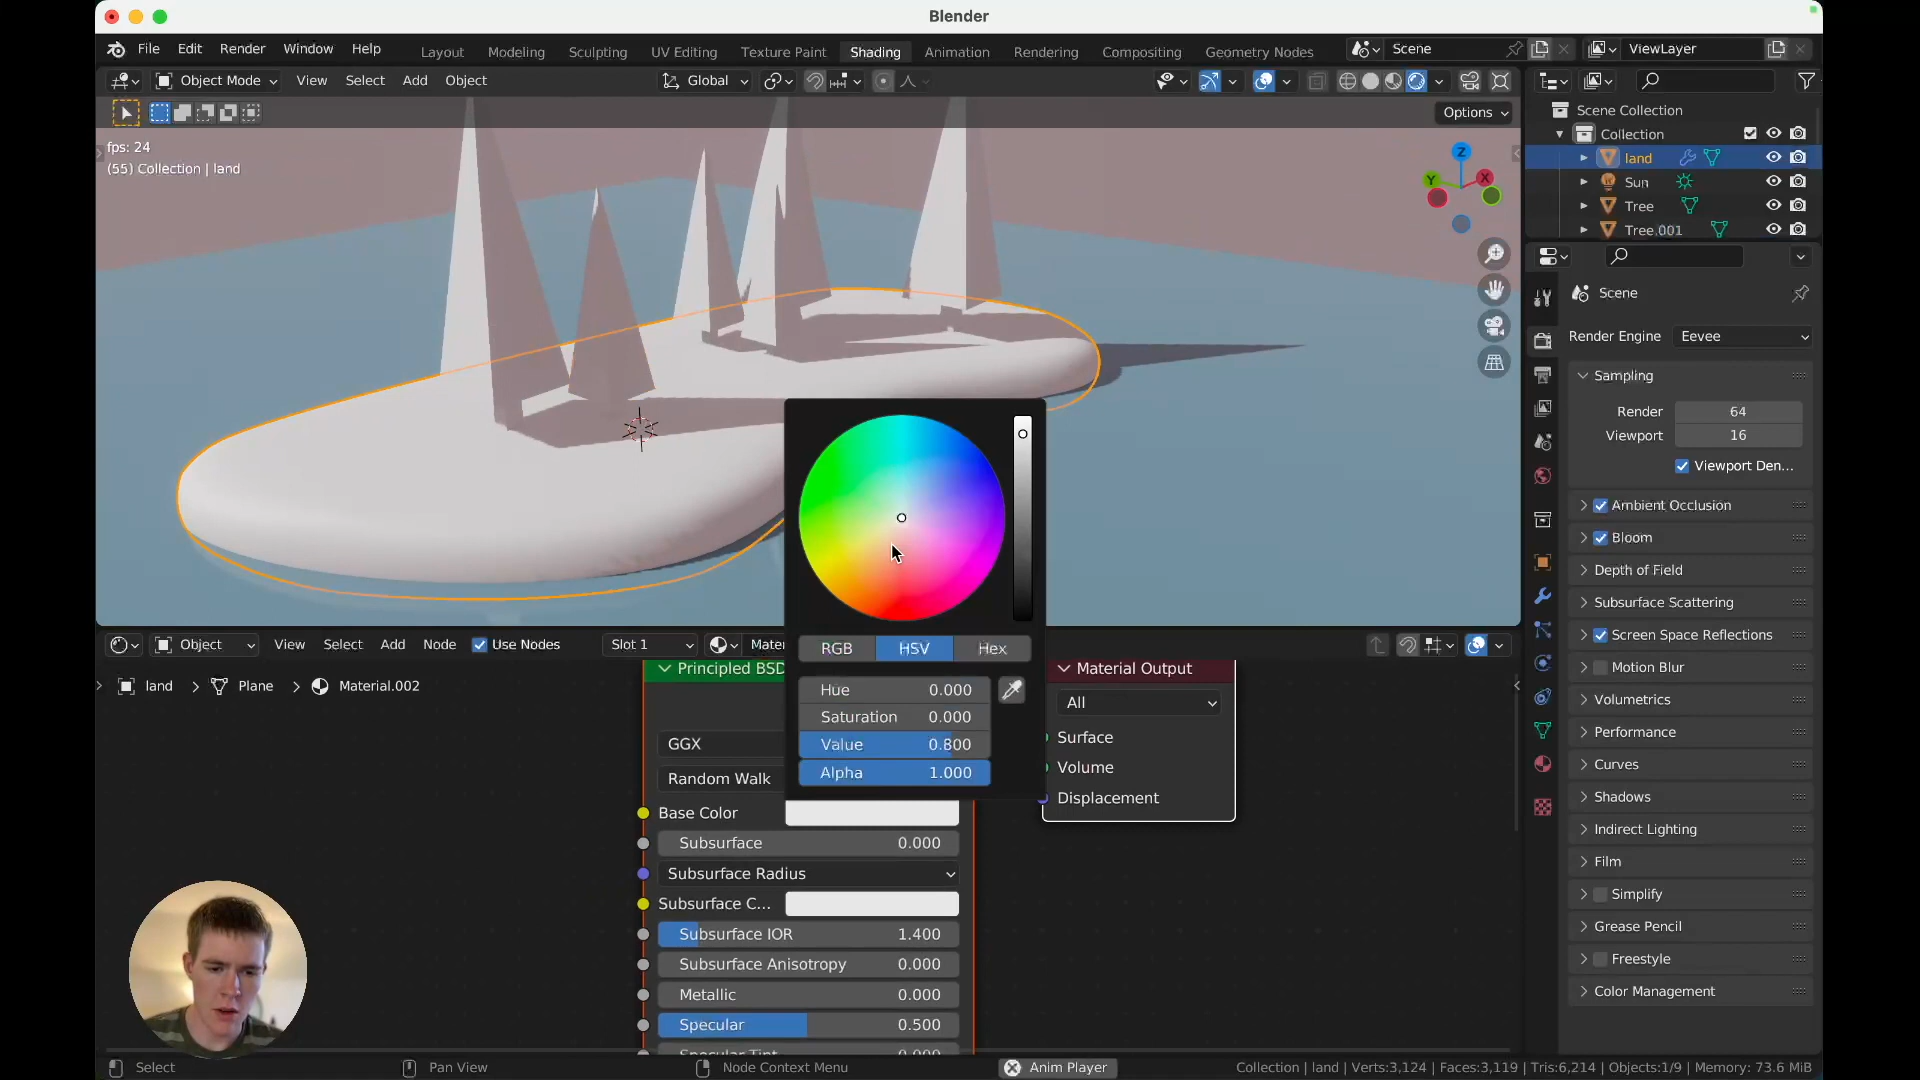 Blender
File Edit Render Window Help
Layout Modeling Sculpting UV Editing Texture Paint Shading Animation Rendering Compositing Geometry Nodes
Scene
ViewLayer
Object Mode View Select Add Object
Global
Options
fps: 24
(55) Collection | land
Z
Y
X
Scene Collection
Collection
land
Sun
Tree
Tree.001
Scene
Render Engine Eevee
Sampling
Render 64
Viewport 16
Viewport Den...
Ambient Occlusion
Bloom
Depth of Field
Subsurface Scattering
Screen Space Reflections
Motion Blur
Volumetrics
Performance
Curves
Shadows
Indirect Lighting
Film
Simplify
Grease Pencil
Freestyle
Color Management
RGB HSV Hex
Hue 0.000
Saturation 0.000
Value 0.800
Alpha 1.000
Object View Select Add Node Use Nodes Slot 1 Mater
land > Plane > Material.002
Principled BSD
GGX
Random Walk
Base Color
Subsurface 0.000
Subsurface Radius
Subsurface C...
Subsurface IOR 1.400
Subsurface Anisotropy 0.000
Metallic 0.000
Specular 0.500
Specular Tint 0.000
Material Output
All
Surface
Volume
Displacement
Select
Pan View
Node Context Menu
Anim Player
Collection | land | Verts:3,124 | Faces:3,119 | Tris:6,214 | Objects:1/9 | Memory: 73.6 MiB